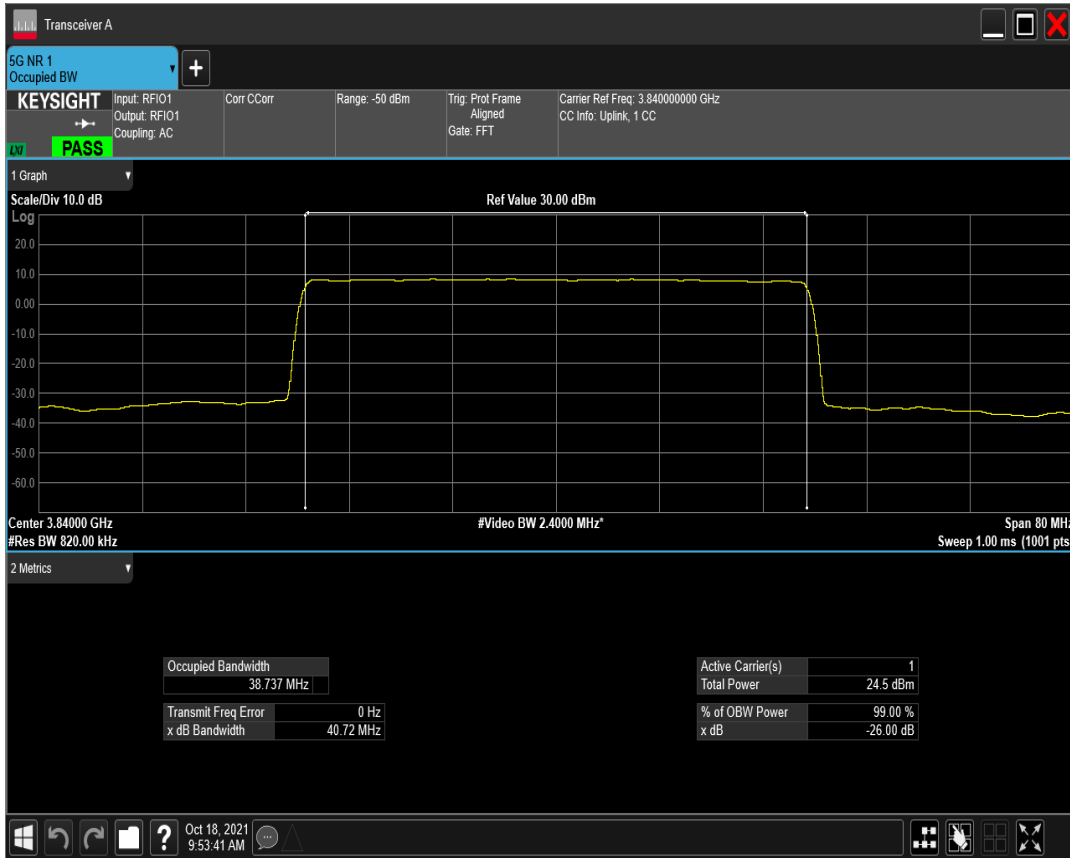 Transceiver A
5G NR 1
Occupied BW
KEYSIGHT
LXI
PASS
Input: RFIO1
Output: RFIO1
Coupling: AC
Corr CCorr
Range: -50 dBm
Trig: Prot Frame
Aligned
Gate: FFT
Carrier Ref Freq: 3.840000000 GHz
CC Info: Uplink, 1 CC
1 Graph
Scale/Div 10.0 dB
Ref Value 30.00 dBm
Log
20.0
10.0
0.00
-10.0
-20.0
-30.0
-40.0
-50.0
-60.0
Center 3.84000 GHz
#Video BW 2.4000 MHz*
Span 80 MHz
#Res BW 820.00 kHz
Sweep 1.00 ms (1001 pts
2 Metrics
Occupied Bandwidth
38.737 MHz
Transmit Freq Error 0 Hz
x dB Bandwidth 40.72 MHz
Active Carrier(s) 1
Total Power 24.5 dBm
% of OBW Power 99.00 %
x dB -26.00 dB
?
Oct 18, 2021
9:53:41 AM